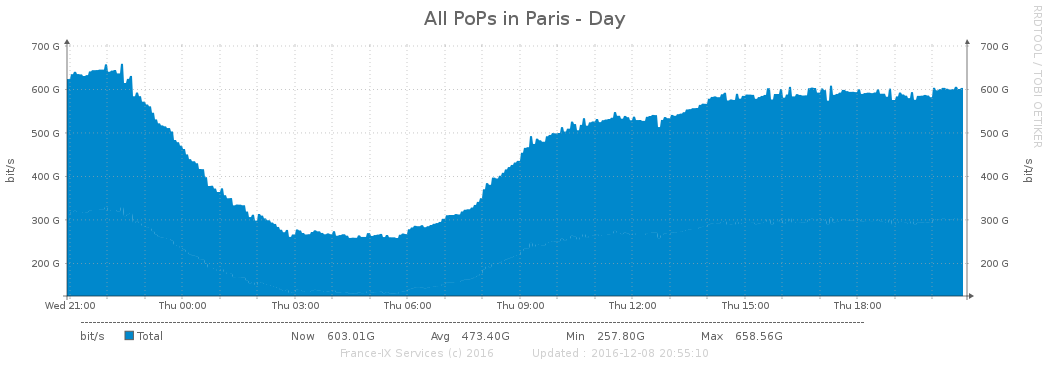 All PoPs in Paris - Day
RRDTOOL / TOBI OETIKER
700 G 700 G
600 G 600 G
500 G 500 G
400 G 400 G
300 G 300 G
200 G 200 G
bit/s bit/s
Wed 21:00 Thu 00:00 Thu 03:00 Thu 06:00 Thu 09:00 Thu 12:00 Thu 15:00 Thu 18:00
bit/s Total Now 603.01G Avg 473.40G Min 257.80G Max 658.56G
France-IX Services (c) 2016 Updated : 2016-12-08 20:55:10